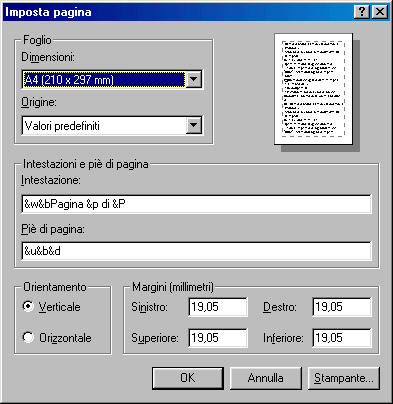 Imposta pagina
Foglio
Dimensioni:
A4 (210 x 297 mm)
Origine:
Valori predefiniti
Intestazioni e piè di pagina
Intestazione:
&w&bPagina &p di &P
Piè di pagina:
&u&b&d
Orientamento
Verticale
Orizzontale
Margini (millimetri)
Sinistro: 19,05 Destro: 19,05
Superiore: 19,05 Inferiore: 19,05
OK Annulla Stampante...